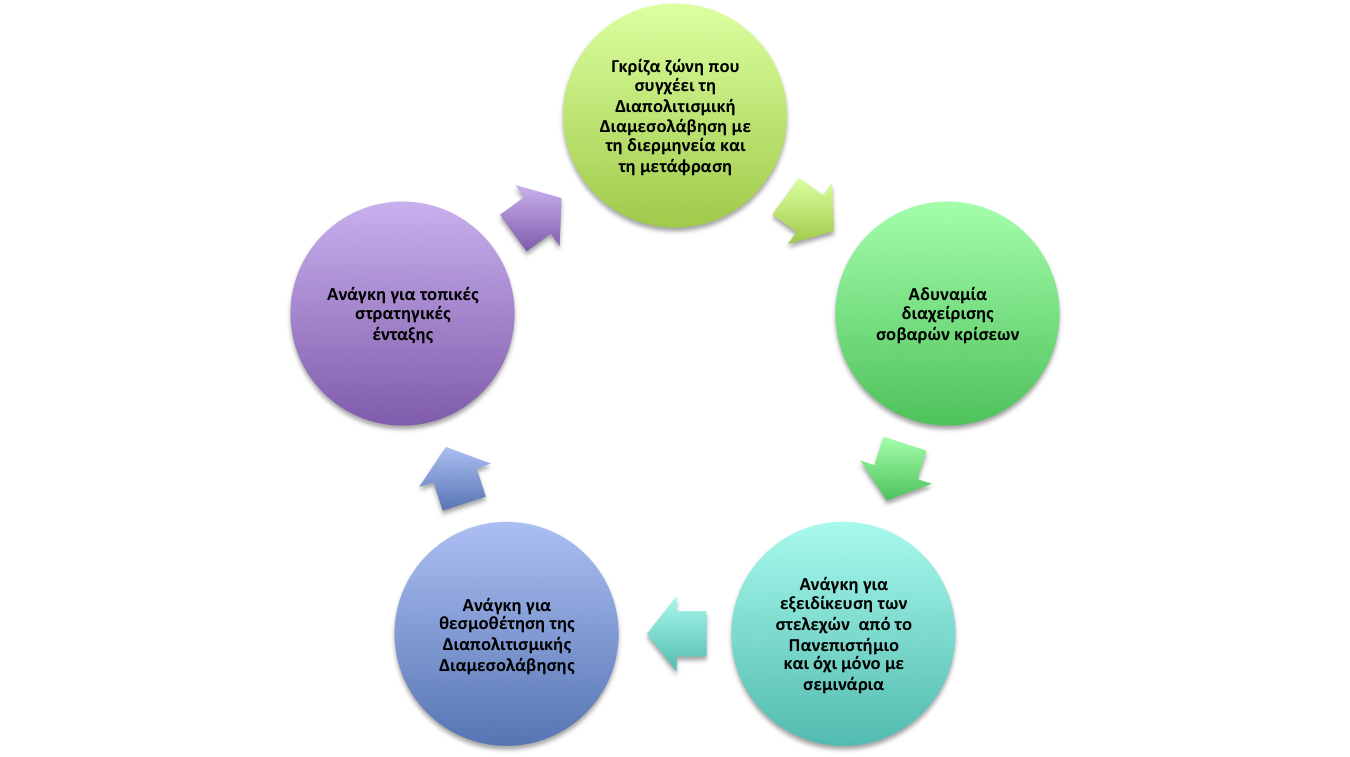 Γκρίζα ζώνη που
συγχέει τη
Διαπολιτισμική
Διαμεσολάβηση με
τη διερμηνεία και
τη μετάφραση
Αδυναμία
διαχείρισης
σοβαρών κρίσεων
Ανάγκη για
εξειδίκευση των
στελεχών  από το
Πανεπιστήμιο
και όχι μόνο με
σεμινάρια
Ανάγκη για
θεσμοθέτηση της
Διαπολιτισμικής
Διαμεσολάβησης
Ανάγκη για τοπικές
στρατηγικές
ένταξης